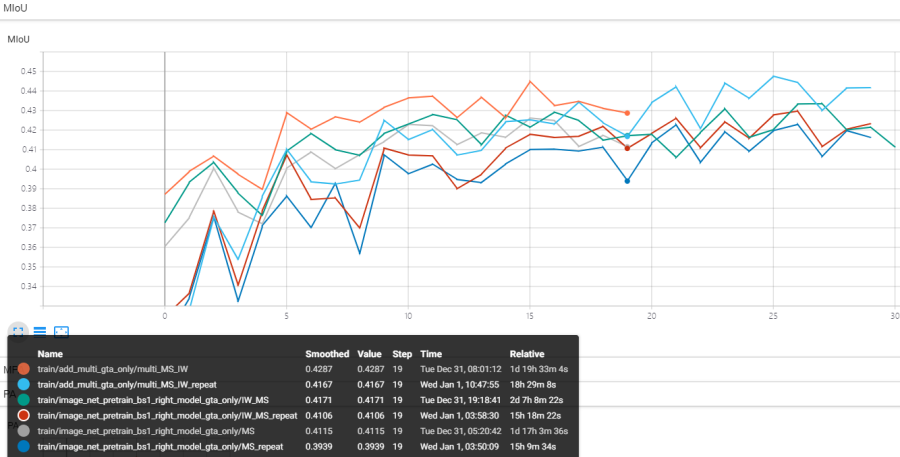 MIoU
MIoU
0.45
0.44
0.43
0.42
0.41
0.4
0.39
0.38
0.37
0.36
0.35
0.34
0 5 10 15 20 25 30
Name Smoothed Value Step Time Relative
train/add_multi_gta_only/multi_MS_IW 0.4287 0.4287 19 Tue Dec 31, 08:01:12 1d 19h 33m 4s
train/add_multi_gta_only/multi_MS_IW_repeat 0.4167 0.4167 19 Wed Jan 1, 10:47:55 18h 29m 8s
train/image_net_pretrain_bs1_right_model_gta_only/IW_MS 0.4171 0.4171 19 Tue Dec 31, 19:18:41 2d 7h 8m 22s
train/image_net_pretrain_bs1_right_model_gta_only/IW_MS_repeat 0.4106 0.4106 19 Wed Jan 1, 03:58:30 15h 18m 22s
train/image_net_pretrain_bs1_right_model_gta_only/MS 0.4115 0.4115 19 Tue Dec 31, 05:20:42 1d 17h 3m 36s
train/image_net_pretrain_bs1_right_model_gta_only/MS_repeat 0.3939 0.3939 19 Wed Jan 1, 03:50:09 15h 9m 34s